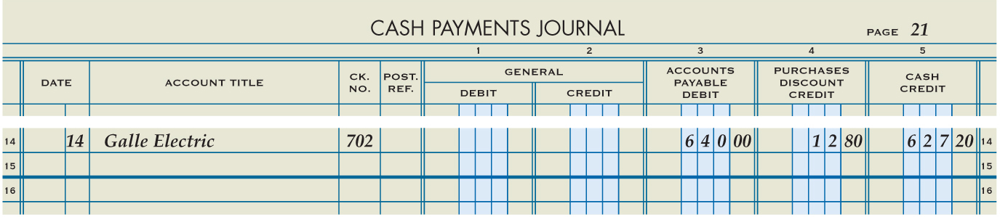 CASH PAYMENTS JOURNAL
PAGE 21
1 2 3 4 5
DATE ACCOUNT TITLE CK. NO. POST. REF. GENERAL DEBIT CREDIT ACCOUNTS PAYABLE DEBIT PURCHASES DISCOUNT CREDIT CASH CREDIT
14 14 Galle Electric 702 640 00 12 80 627 20 14
15 15
16 16